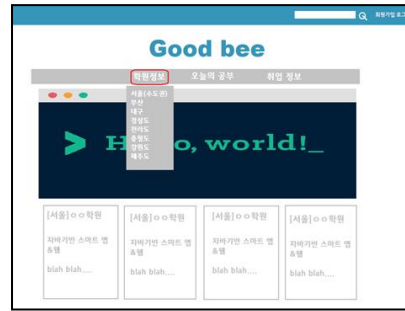 회원가입 로그
Good bee
학원정보 오늘의 공부 취업 정보
서울(수도권)
부산
대구
경상도
전라도
충청도
강원도
제주도
> H o, world!_
[서울]ㅇㅇ학원 [서울]ㅇㅇ학원 [서울]ㅇㅇ학원 [서울]ㅇㅇ학원
자바기반 스마트 앱 자바기반 스마트 앱 자바기반 스마트 앱 자바기반 스마트 앱
&웹 &웹 &웹 &웹
blah blah.... blah blah.... blah blah.... blah blah....